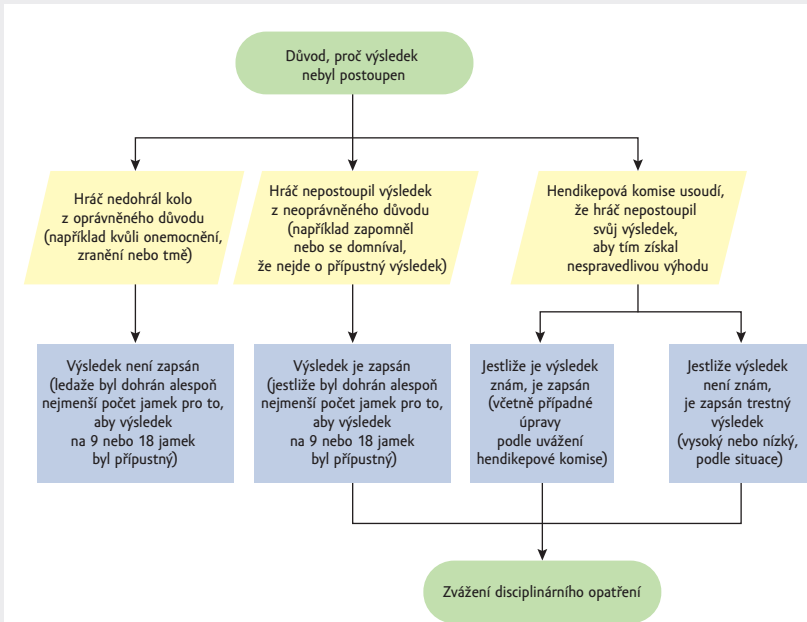 Důvod, proč výsledek
nebyl postoupen
Hráč nedohrál kolo
z oprávněného důvodu
(například kvůli onemocnění,
zranění nebo tmě)
Hráč nepostoupil výsledek
z neoprávněného důvodu
(například zapomněl
nebo se domníval,
že nejde o přípustný výsledek)
Hendikepová komise usoudí,
že hráč nepostoupil
svůj výsledek,
aby tím získal
nespravedlivou výhodu
Výsledek není zapsán
(ledaže byl dohrán alespoň
nejmenší počet jamek pro to,
aby výsledek
na 9 nebo 18 jamek
byl přípustný)
Výsledek je zapsán
(jestliže byl dohrán alespoň
nejmenší počet jamek pro to,
aby výsledek
na 9 nebo 18 jamek
byl přípustný)
Jestliže je výsledek
znám, je zapsán
(včetně případné
úpravy
podle uvážení
hendikepové komise)
Jestliže výsledek
není znám,
je zapsán trestný
výsledek
(vysoký nebo nízký,
podle situace)
Zvážení disciplinárního opatření